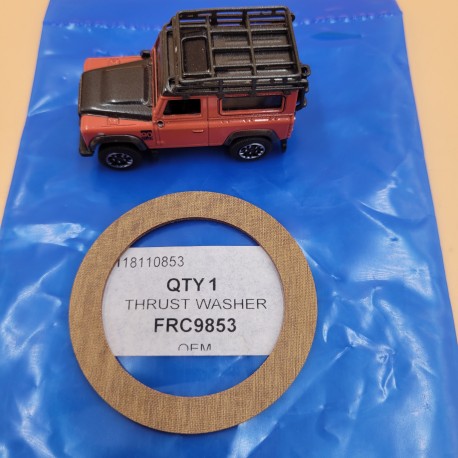 118110853
QTY 1
THRUST WASHER
FRC9853
OEM